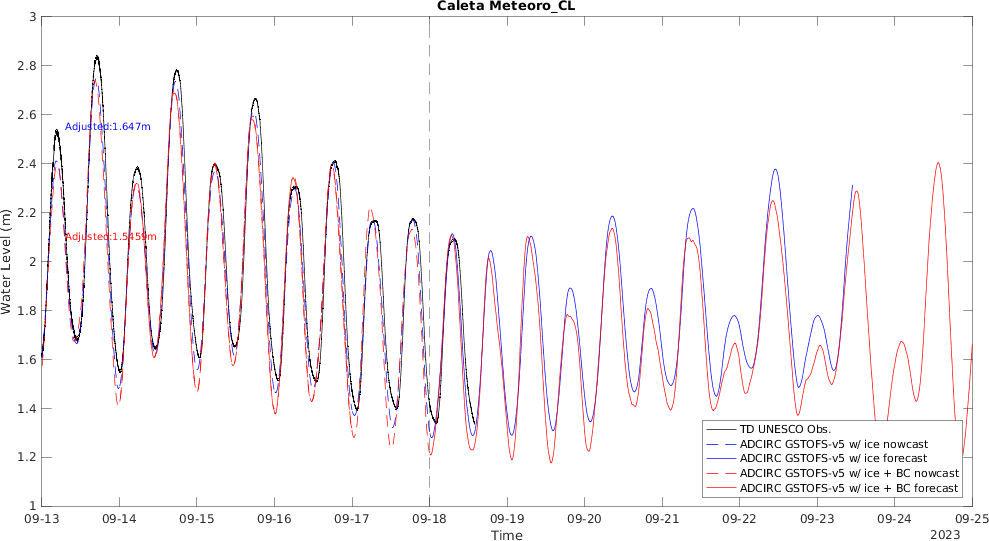 Caleta Meteoro_CL
3
2.8
2.6
2.4
2.2
2
1.8
1.6
1.4
1.2
1
Water Level (m)
Adjusted:1.647m
Adjusted:1.5459m
TD UNESCO Obs.
ADCIRC GSTOFS-v5 w/ ice nowcast
ADCIRC GSTOFS-v5 w/ ice forecast
ADCIRC GSTOFS-v5 w/ ice + BC nowcast
ADCIRC GSTOFS-v5 w/ ice + BC forecast
09-13 09-14 09-15 09-16 09-17 09-18 09-19 09-20 09-21 09-22 09-23 09-24 09-25
Time
2023